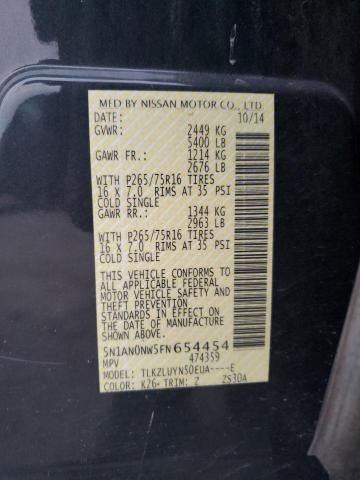 MFD BY NISSAN MOTOR CO., LTD.
DATE: 10/14
GVWR: 2449 KG
5400 LB
GAWR FR.: 1214 KG
2676 LB
WITH P265/75R16 TIRES
16 X 7.0 RIMS AT 35 PSI
COLD SINGLE
GAWR RR.: 1344 KG
2963 LB
WITH P265/75R16 TIRES
16 X 7.0 RIMS AT 35 PSI
COLD SINGLE
THIS VEHICLE CONFORMS TO
ALL APPLICABLE FEDERAL
MOTOR VEHICLE SAFETY AND
THEFT PREVENTION
STANDARDS IN EFFECT ON
THE DATE OF MANUFACTURE
SHOWN ABOVE.
5N1AN0NW5FN654454
MPV 474359
MODEL: TLKZLUYN50EUA----E
COLOR: K26* TRIM: Z ZS30A